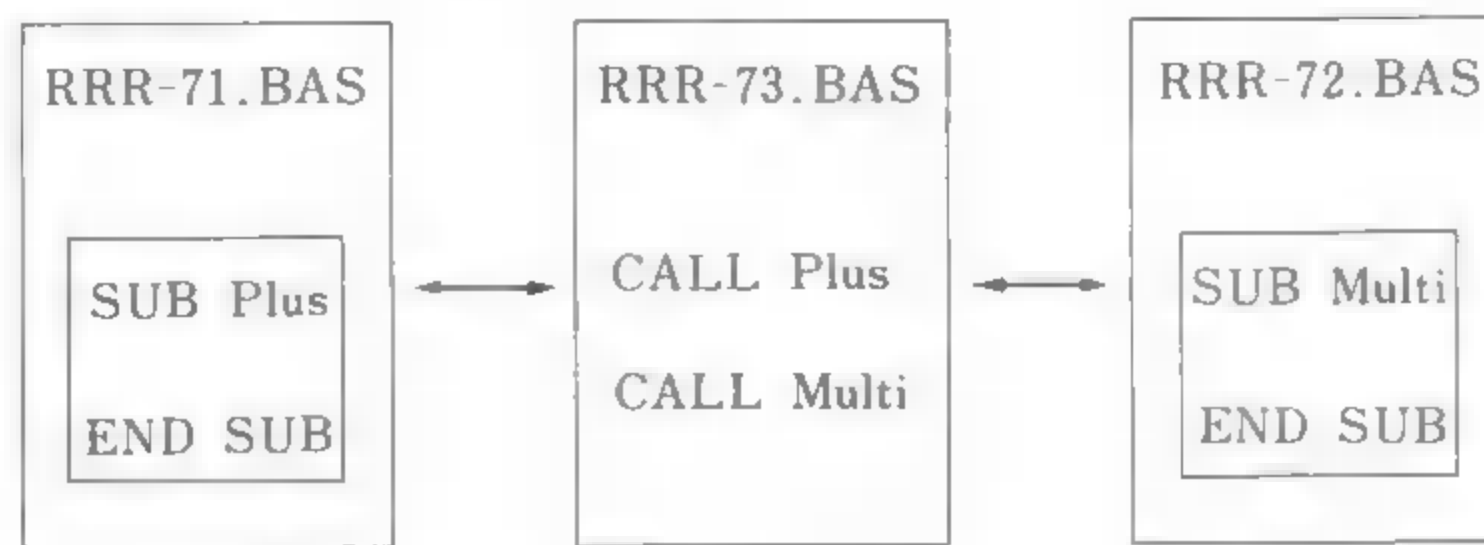 RRR-71.BAS
SUB Plus
END SUB
RRR-73.BAS
CALL Plus
CALL Multi
RRR-72.BAS
SUB Multi
END SUB